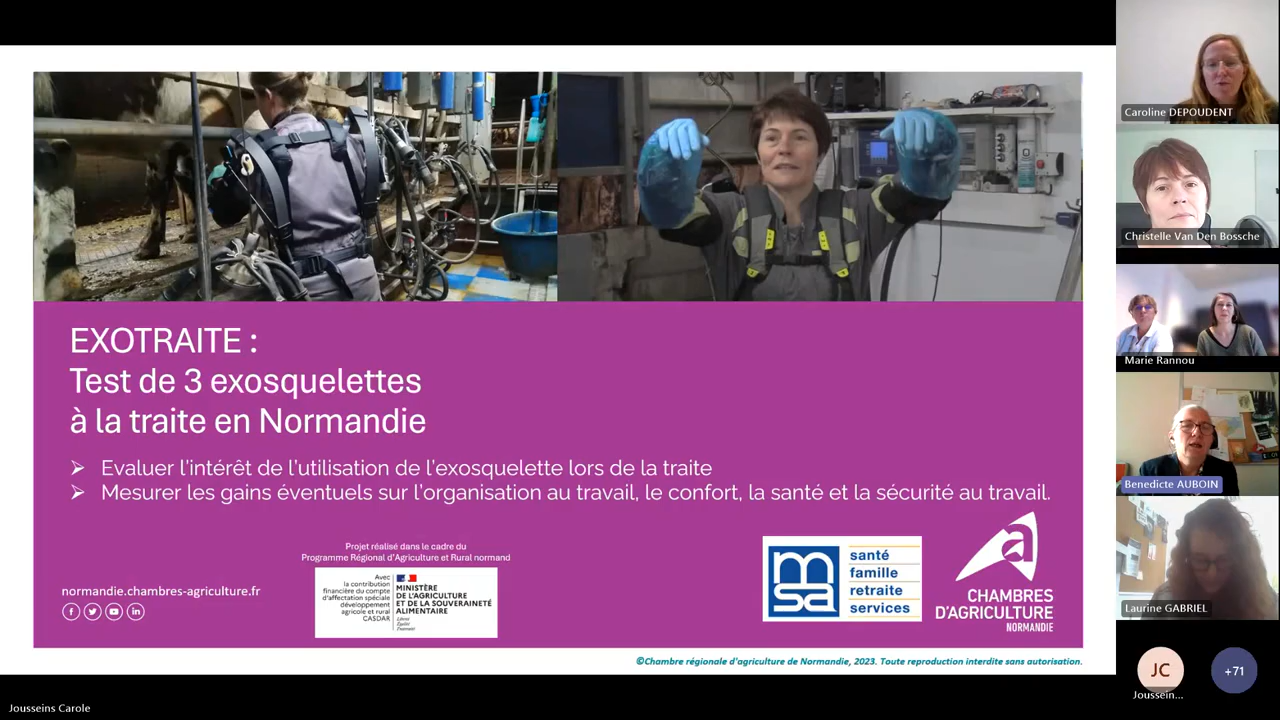 EXOTRAITE :
Test de 3 exosquelettes
à la traite en Normandie
Evaluer l'intérêt de l'utilisation de l'exosquelette lors de la traite
Mesurer les gains éventuels sur l'organisation au travail, le confort, la santé et la sécurité au travail.
Projet réalisé dans le cadre du
Programme Régional d'Agriculture et Rural normand
normandie.chambres-agriculture.fr
Avec
la contribution
financière du compte
d'affectation spéciale
développement
agricole et rural
CASDAR
MINISTÈRE
DE L'AGRICULTURE
ET DE LA SOUVERAINETÉ
ALIMENTAIRE
Liberté
Égalité
Fraternité
msa
santé
famille
retraite
services
CHAMBRES
D'AGRICULTURE
NORMANDIE
©Chambre régionale d'agriculture de Normandie, 2023. Toute reproduction interdite sans autorisation.
Jousseins Carole
Caroline DEPOUDENT
Christelle Van Den Bossche
Marie Rannou
Benedicte AUBOIN
Laurine GABRIEL
JC
+71
Joussein...